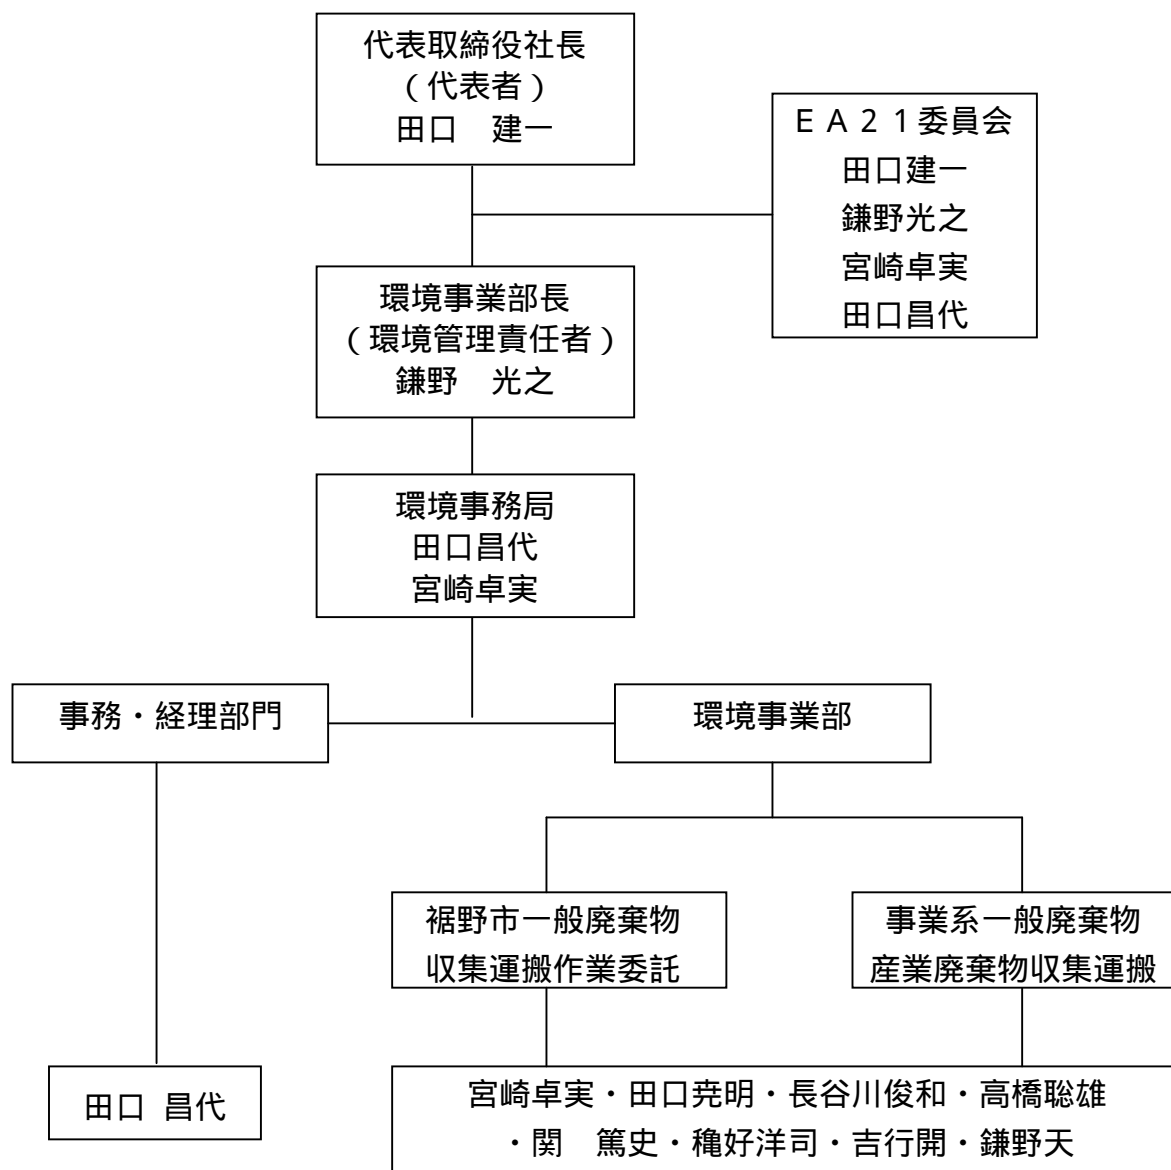 代表取締役社長
（代表者）
田口　建一
ＥＡ２１委員会
田口建一
鎌野光之
宮崎卓実
田口昌代
環境事業部長
（環境管理責任者）
鎌野　光之
環境事務局
田口昌代
宮崎卓実
事務・経理部門
環境事業部
裾野市一般廃棄物
収集運搬作業委託
事業系一般廃棄物
産業廃棄物収集運搬
田口 昌代
宮崎卓実・田口尭明・長谷川俊和・高橋聡雄
・関　篤史・穐好洋司・吉行開・鎌野天